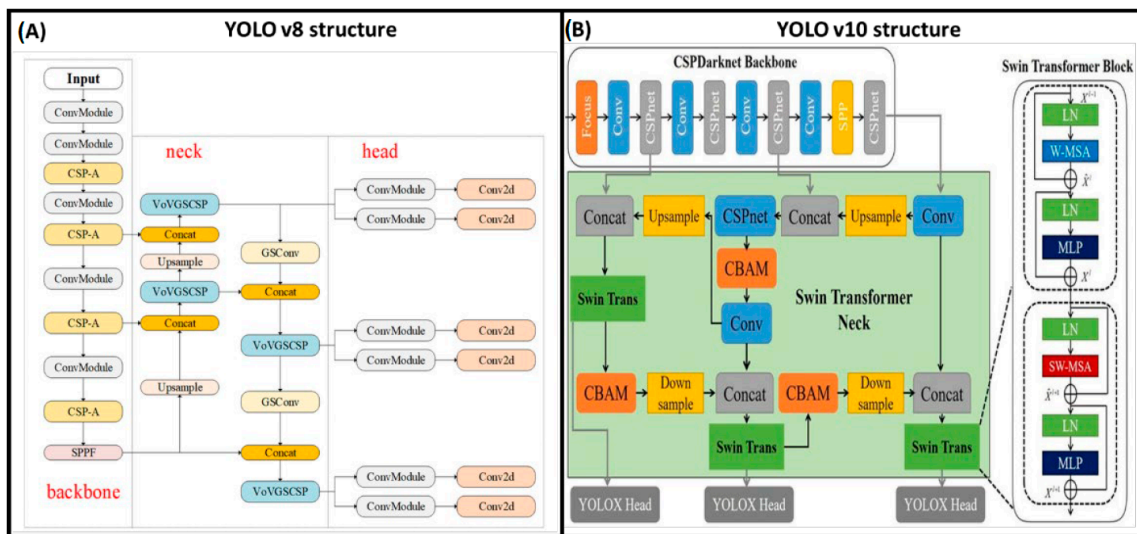 (A) YOLO v8 structure
Input
ConvModule
ConvModule
CSP-A
ConvModule
CSP-A
ConvModule
CSP-A
ConvModule
CSP-A
SPPF
backbone
neck
VoVGSCSP
Concat
Upsample
VoVGSCSP
Concat
Upsample
GSConv
Concat
VoVGSCSP
GSConv
Concat
VoVGSCSP
head
ConvModule Conv2d
ConvModule Conv2d
ConvModule Conv2d
ConvModule Conv2d
ConvModule Conv2d
ConvModule Conv2d
(B) YOLO v10 structure
CSPDarknet Backbone
Focus
Conv
CSPnet
Conv
CSPnet
Conv
CSPnet
Conv
SPP
CSPnet
Concat Upsample CSPnet Concat Upsample Conv
CBAM
Swin Trans
Conv
Swin Transformer
Neck
CBAM
Down
sample
Concat
CBAM
Down
sample
Concat
Swin Trans
Swin Trans
YOLOX Head YOLOX Head YOLOX Head
Swin Transformer Block
LN
W-MSA
LN
MLP
LN
SW-MSA
LN
MLP